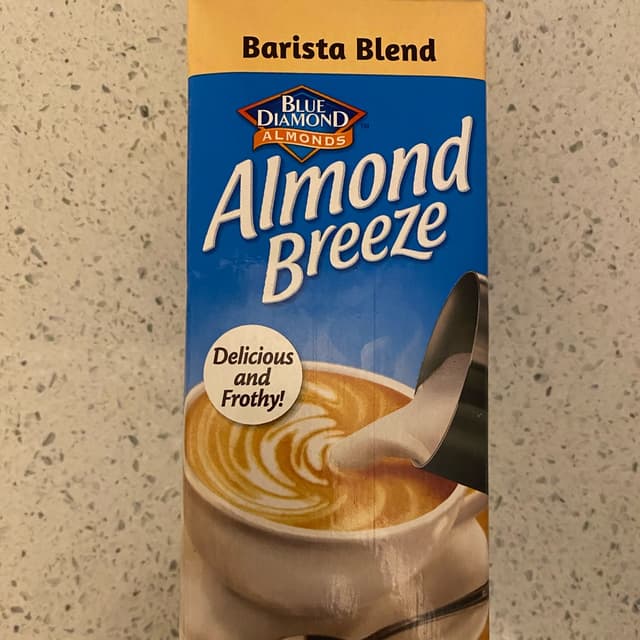 Barista Blend
BLUE
DIAMOND
ALMONDS
Almond
Breeze
Delicious
and
Frothy!